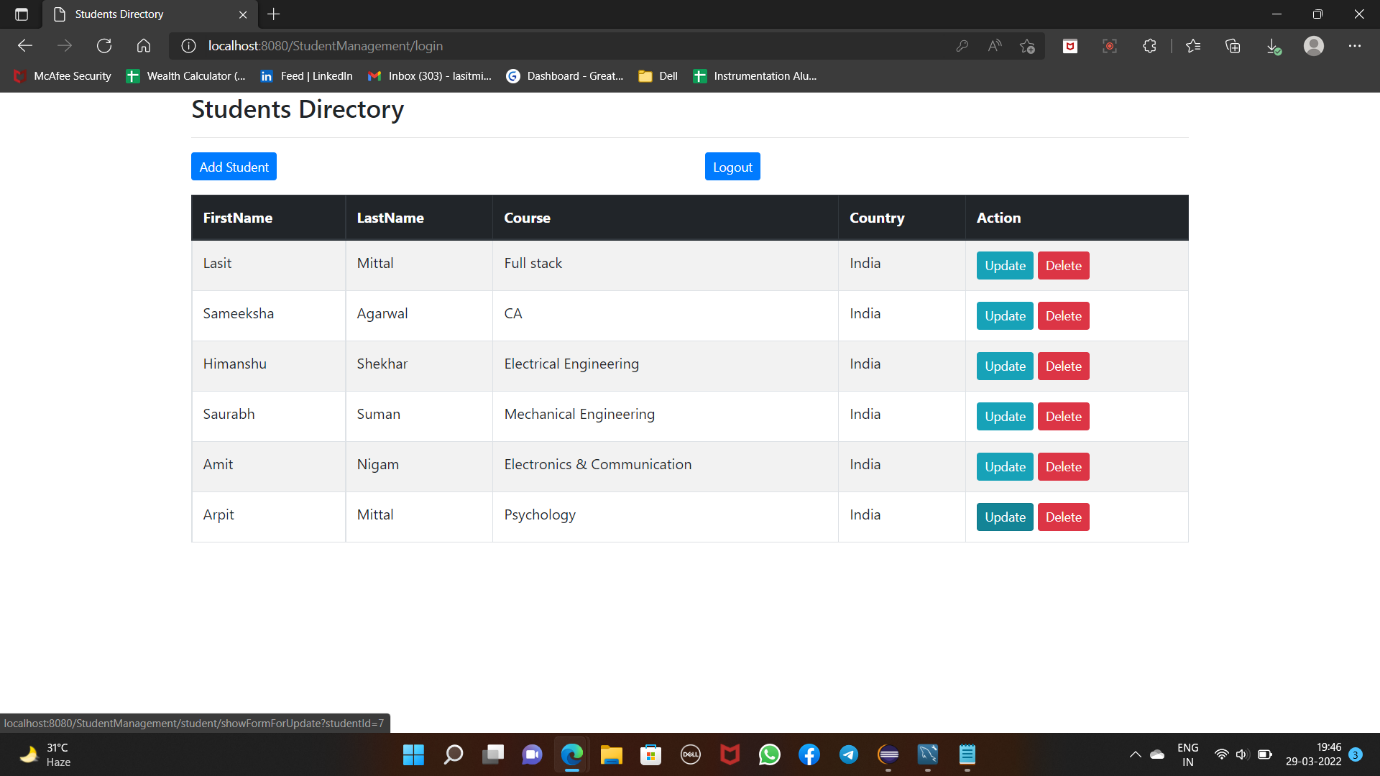 Students Directory
localhost:8080/StudentManagement/login
McAfee Security Wealth Calculator (... Feed | LinkedIn Inbox (303) - lasitmi... Dashboard - Great... Dell Instrumentation Alu...
Students Directory
Add Student Logout
FirstName LastName Course Country Action
Lasit Mittal Full stack India Update Delete
Sameeksha Agarwal CA India Update Delete
Himanshu Shekhar Electrical Engineering India Update Delete
Saurabh Suman Mechanical Engineering India Update Delete
Amit Nigam Electronics & Communication India Update Delete
Arpit Mittal Psychology India Update Delete
localhost:8080/StudentManagement/student/showFormForUpdate?studentId=7
31°C
Haze
DELL
ENG
IN
19:46
29-03-2022
3